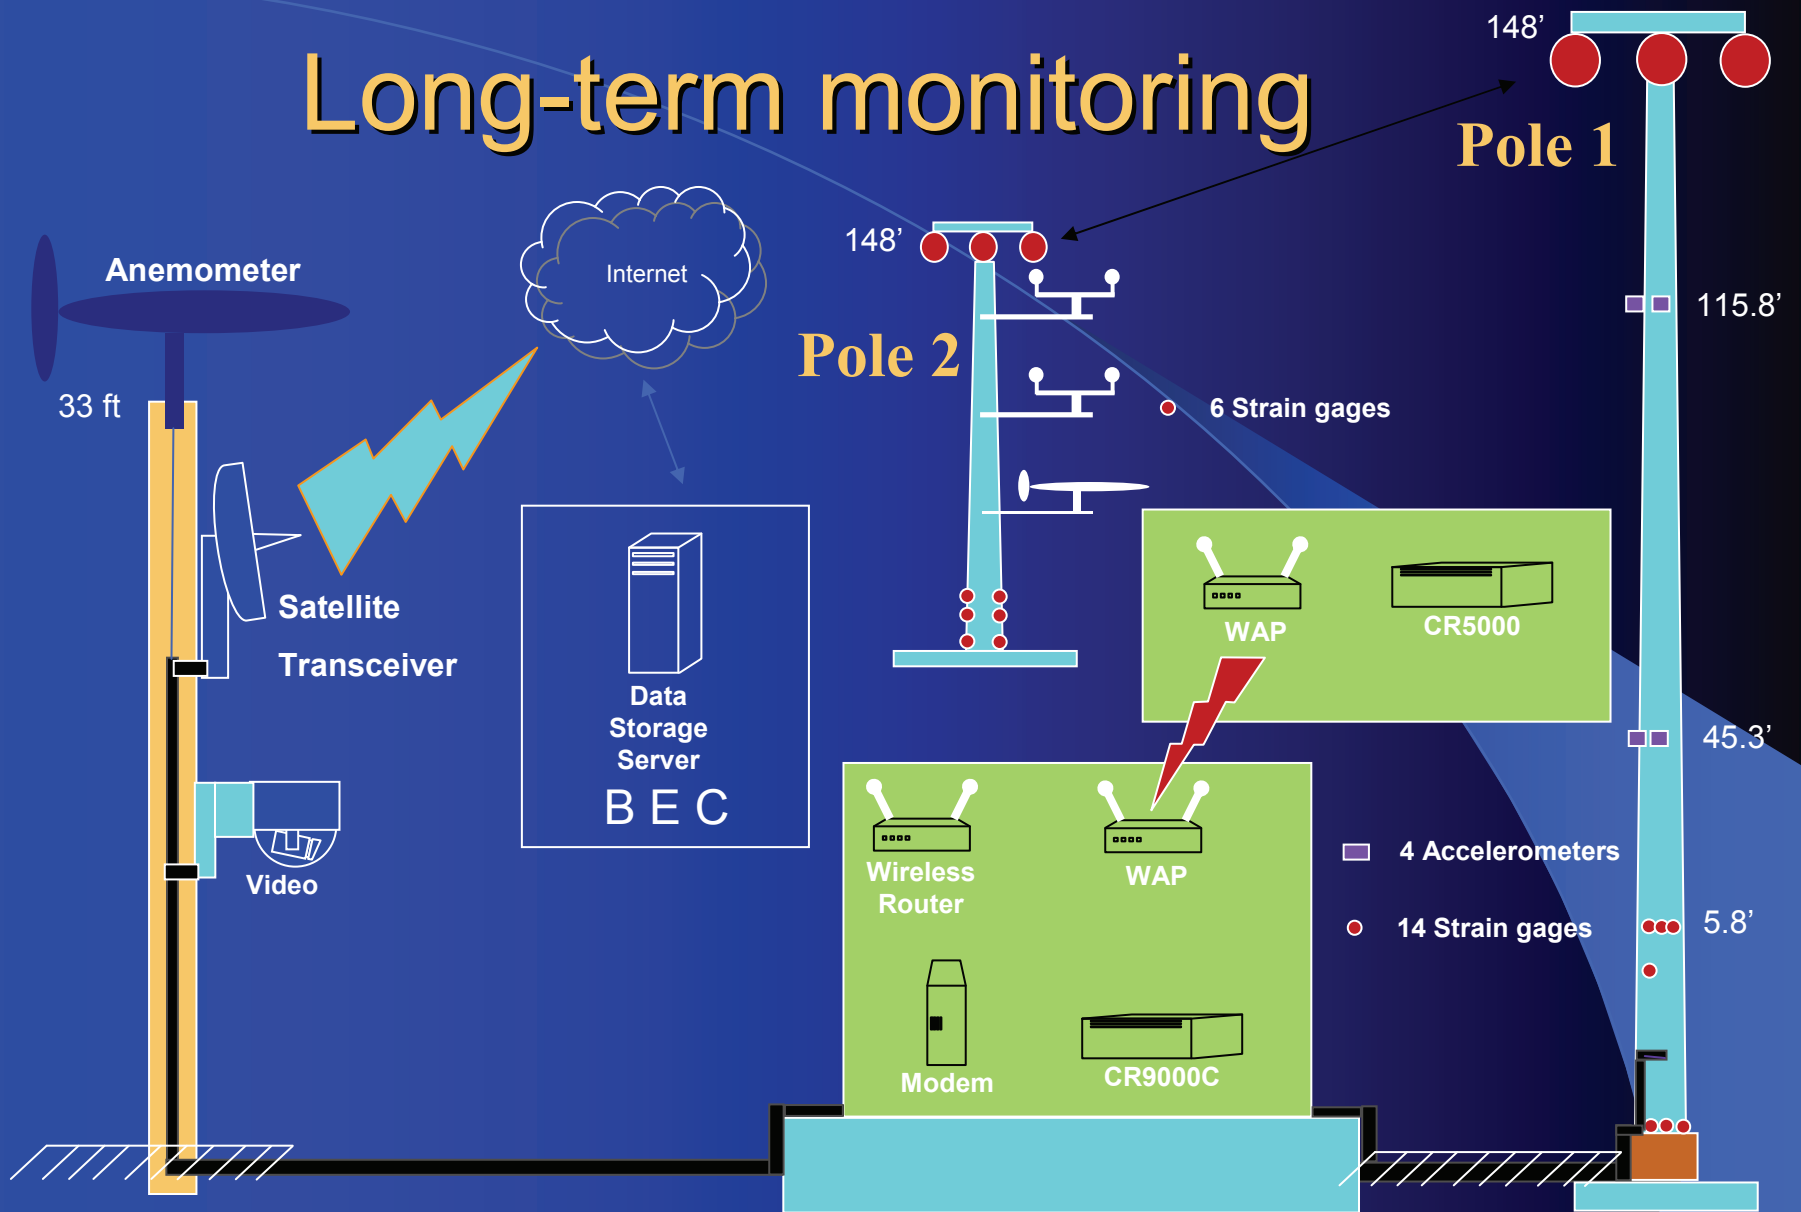 Long-term monitoring
148’
Pole 1
Anemometer
Internet
148’
Pole 2
115.8’
33 ft
6 Strain gages
Satellite
Transceiver
WAP
CR5000
Data
Storage
Server
B E C
45.3’
Video
Wireless
Router
WAP
4 Accelerometers
14 Strain gages
5.8’
Modem
CR9000C